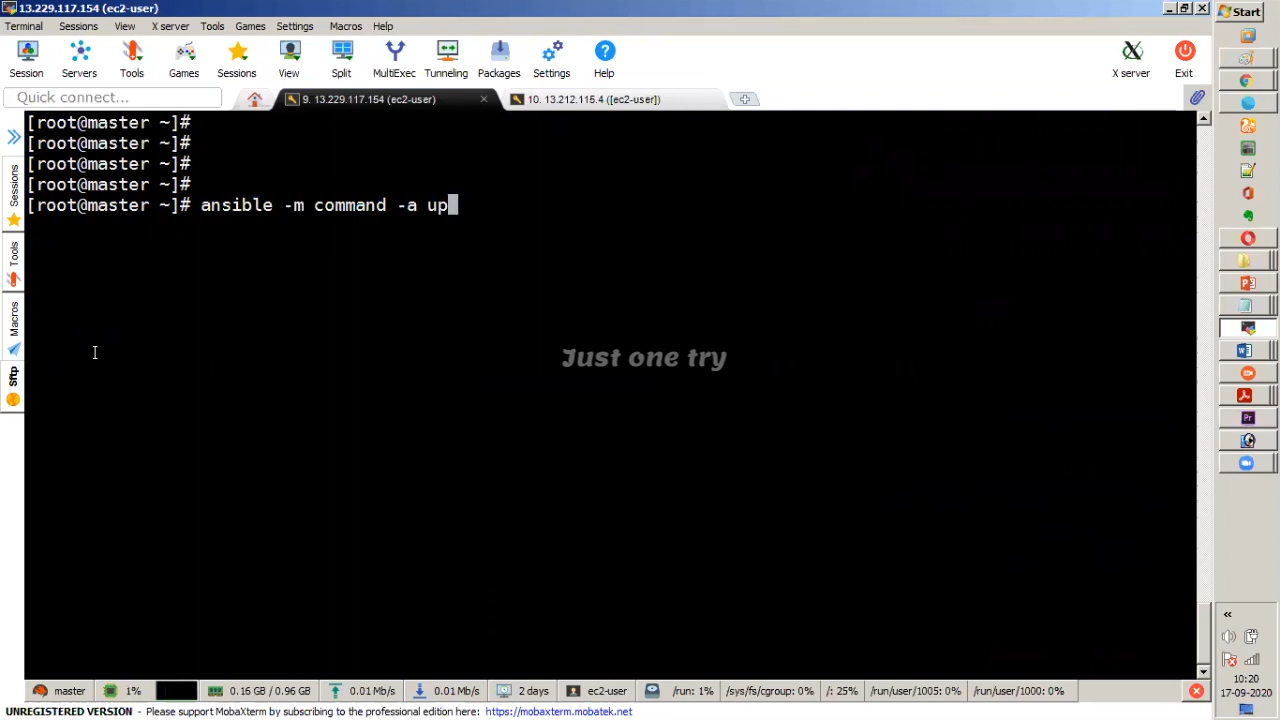 13.229.117.154 (ec2-user)
Terminal Sessions View X server Tools Games Settings Macros Help
Session Servers Tools Games Sessions View Split MultiExec Tunneling Packages Settings Help X server Exit
Quick connect...
9. 13.229.117.154 (ec2-user)
10. 13.212.115.4 ([ec2-user])
Start
[root@master ~]#
[root@master ~]#
[root@master ~]#
[root@master ~]#
[root@master ~]# ansible -m command -a up
Sessions
Tools
Macros
Sftp
Just one try
master 1% 0.16 GB / 0.96 GB 0.01 Mb/s 0.01 Mb/s 2 days ec2-user /run: 1% /sys/fs/cgroup: 0% /: 25% /run/user/1005: 0% /run/user/1000: 0%
UNREGISTERED VERSION - Please support MobaXterm by subscribing to the professional edition here: https://mobaxterm.mobatek.net
10:20
17-09-2020